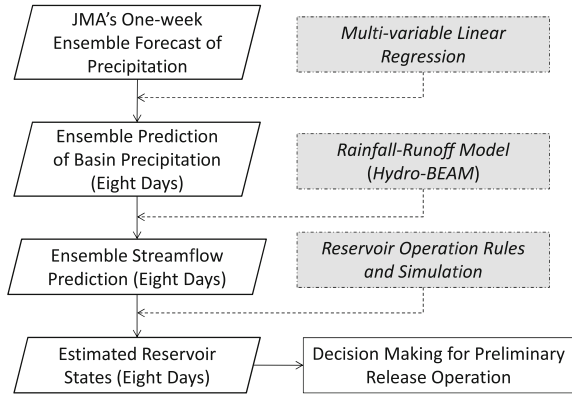 JMA's One-week
Ensemble Forecast of
Precipitation
Multi-variable Linear
Regression
Ensemble Prediction
of Basin Precipitation
(Eight Days)
Rainfall-Runoff Model
(Hydro-BEAM)
Ensemble Streamflow
Prediction (Eight Days)
Reservoir Operation Rules
and Simulation
Estimated Reservoir
States (Eight Days)
Decision Making for Preliminary
Release Operation